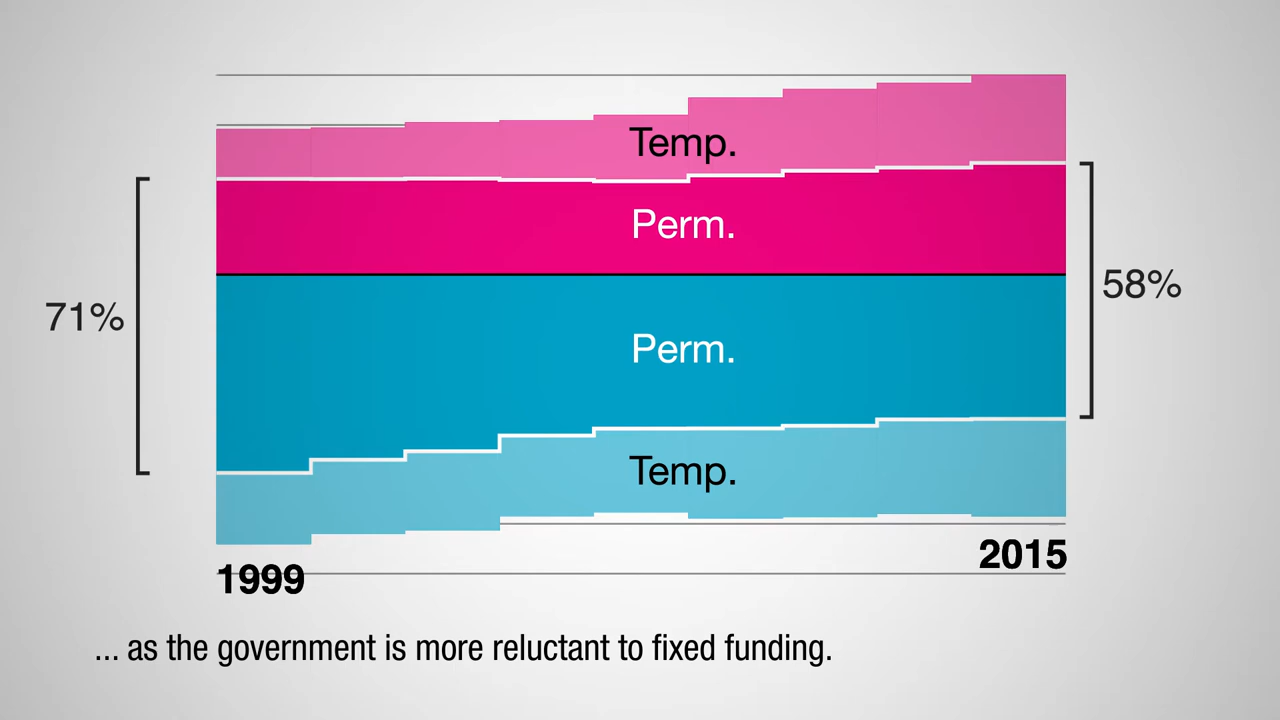 Temp.
Perm.
71%
58%
Perm.
Temp.
1999
2015
... as the government is more reluctant to fixed funding.